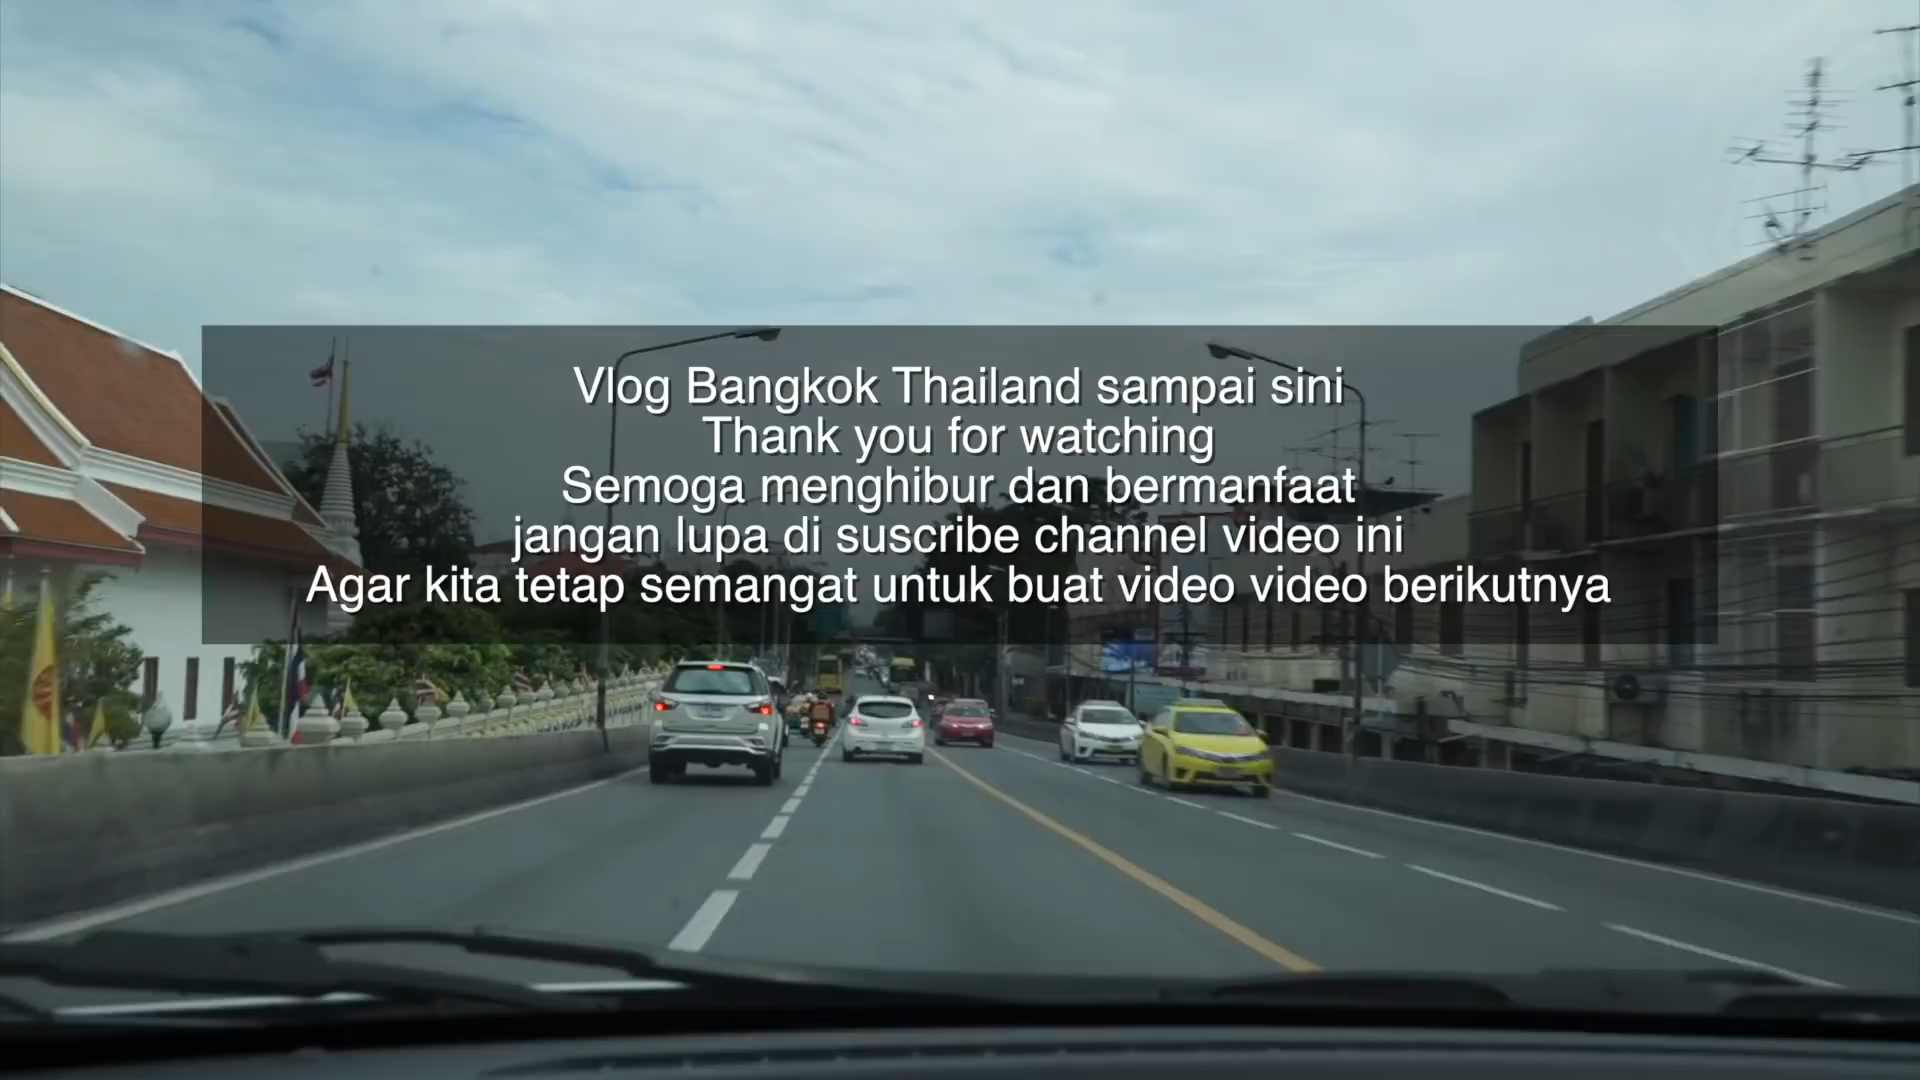 Vlog Bangkok Thailand sampai sini
Thank you for watching
Semoga menghibur dan bermanfaat
jangan lupa di suscribe channel video ini
Agar kita tetap semangat untuk buat video video berikutnya